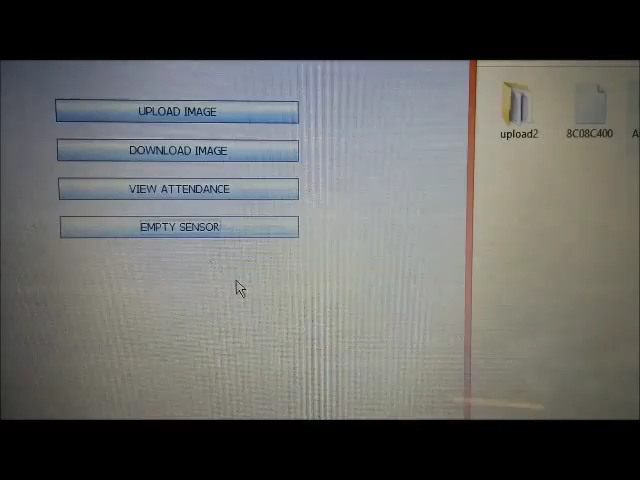 UPLOAD IMAGE
DOWNLOAD IMAGE
VIEW ATTENDANCE
EMPTY SENSOR
upload2
8C08C400